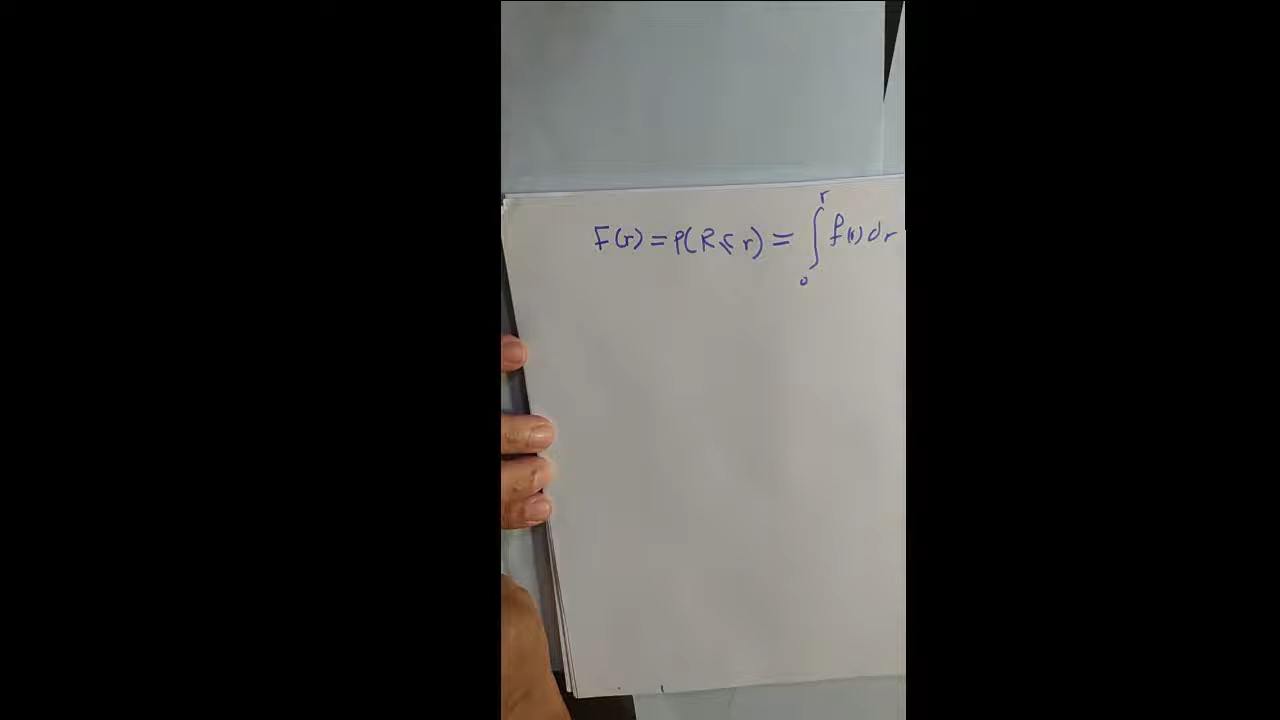 F(r) = P(R ≤ r) = ∫₀ʳ f(r) dr